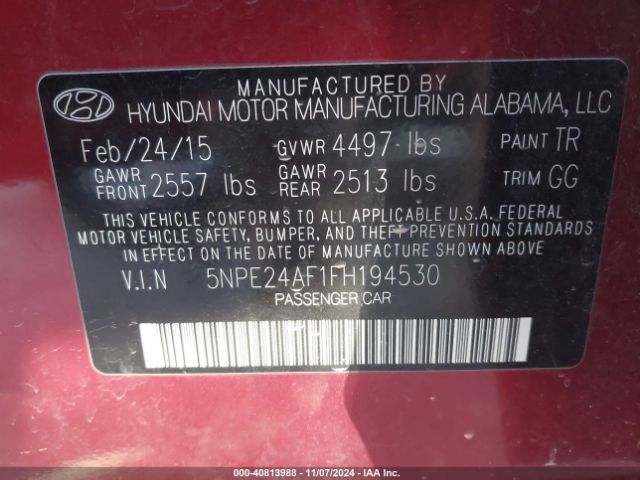 MANUFACTURED BY
HYUNDAI MOTOR MANUFACTURING ALABAMA, LLC
Feb/24/15 GVWR 4497 lbs PAINT TR
GAWR FRONT 2557 lbs GAWR REAR 2513 lbs TRIM GG
THIS VEHICLE CONFORMS TO ALL APPLICABLE U.S.A. FEDERAL
MOTOR VEHICLE SAFETY, BUMPER, AND THEFT PREVENTION STANDARDS
IN EFFECT ON THE DATE OF MANUFACTURE SHOWN ABOVE.
V.I.N 5NPE24AF1FH194530
PASSENGER CAR
000-40813988 - 11/07/2024 - IAA Inc.